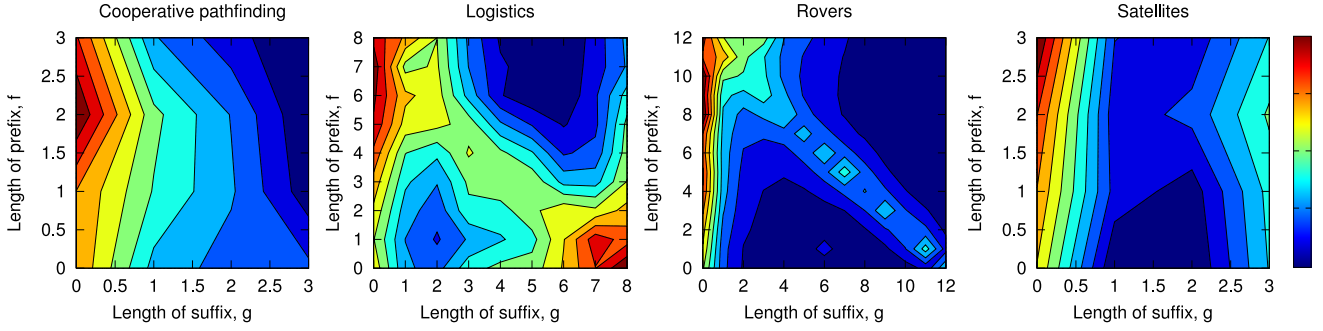 Cooperative pathfinding
Logistics
Rovers
Satellites
Length of prefix, f
3
2.5
2
1.5
1
0.5
0
0 0.5 1 1.5 2 2.5 3
Length of suffix, g
Length of prefix, f
8
7
6
5
4
3
2
1
0
0 1 2 3 4 5 6 7 8
Length of suffix, g
Length of prefix, f
12
10
8
6
4
2
0
0 2 4 6 8 10 12
Length of suffix, g
Length of prefix, f
3
2.5
2
1.5
1
0.5
0
0 0.5 1 1.5 2 2.5 3
Length of suffix, g